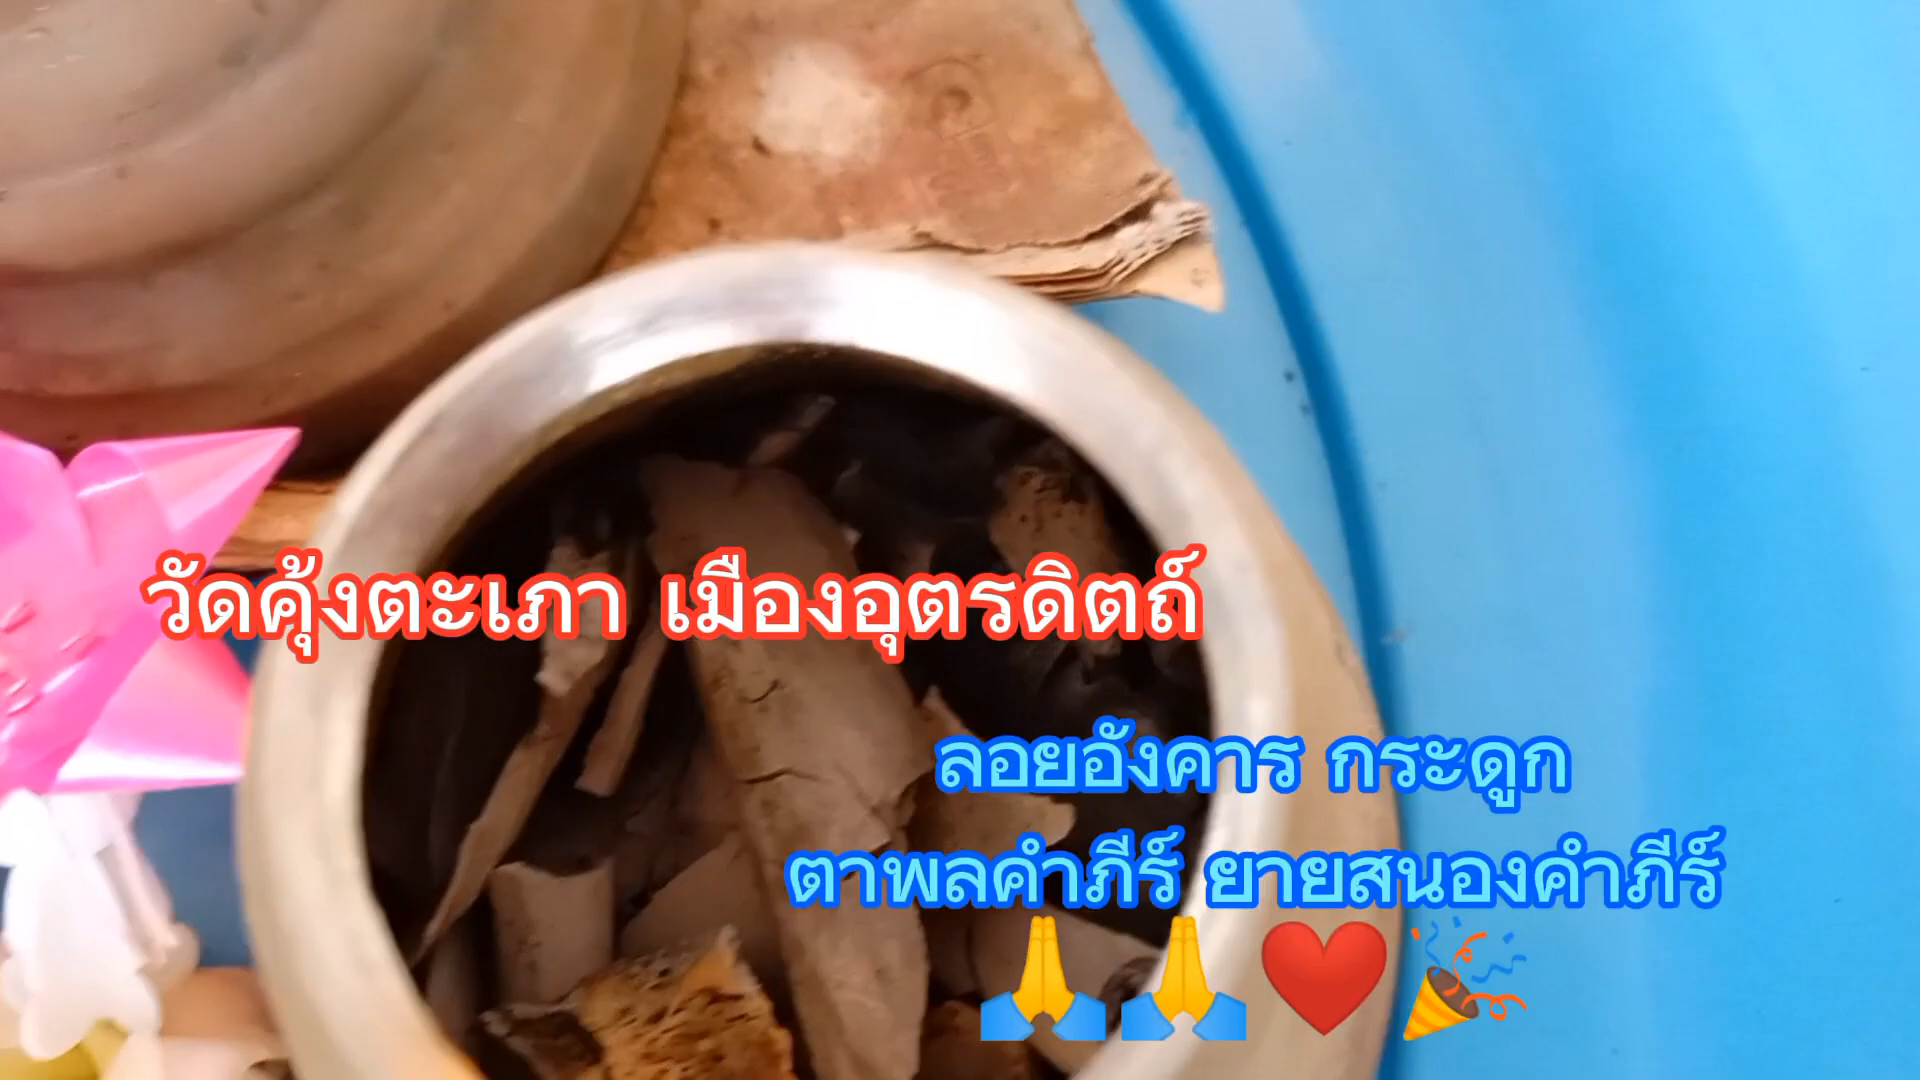 วัดคุ้งตะเภา เมืองอุตรดิตถ์
ลอยอังคาร กระดูก
ตาพลคำภีร์ ยายสนองคำภีร์
🙏🙏❤️🎉